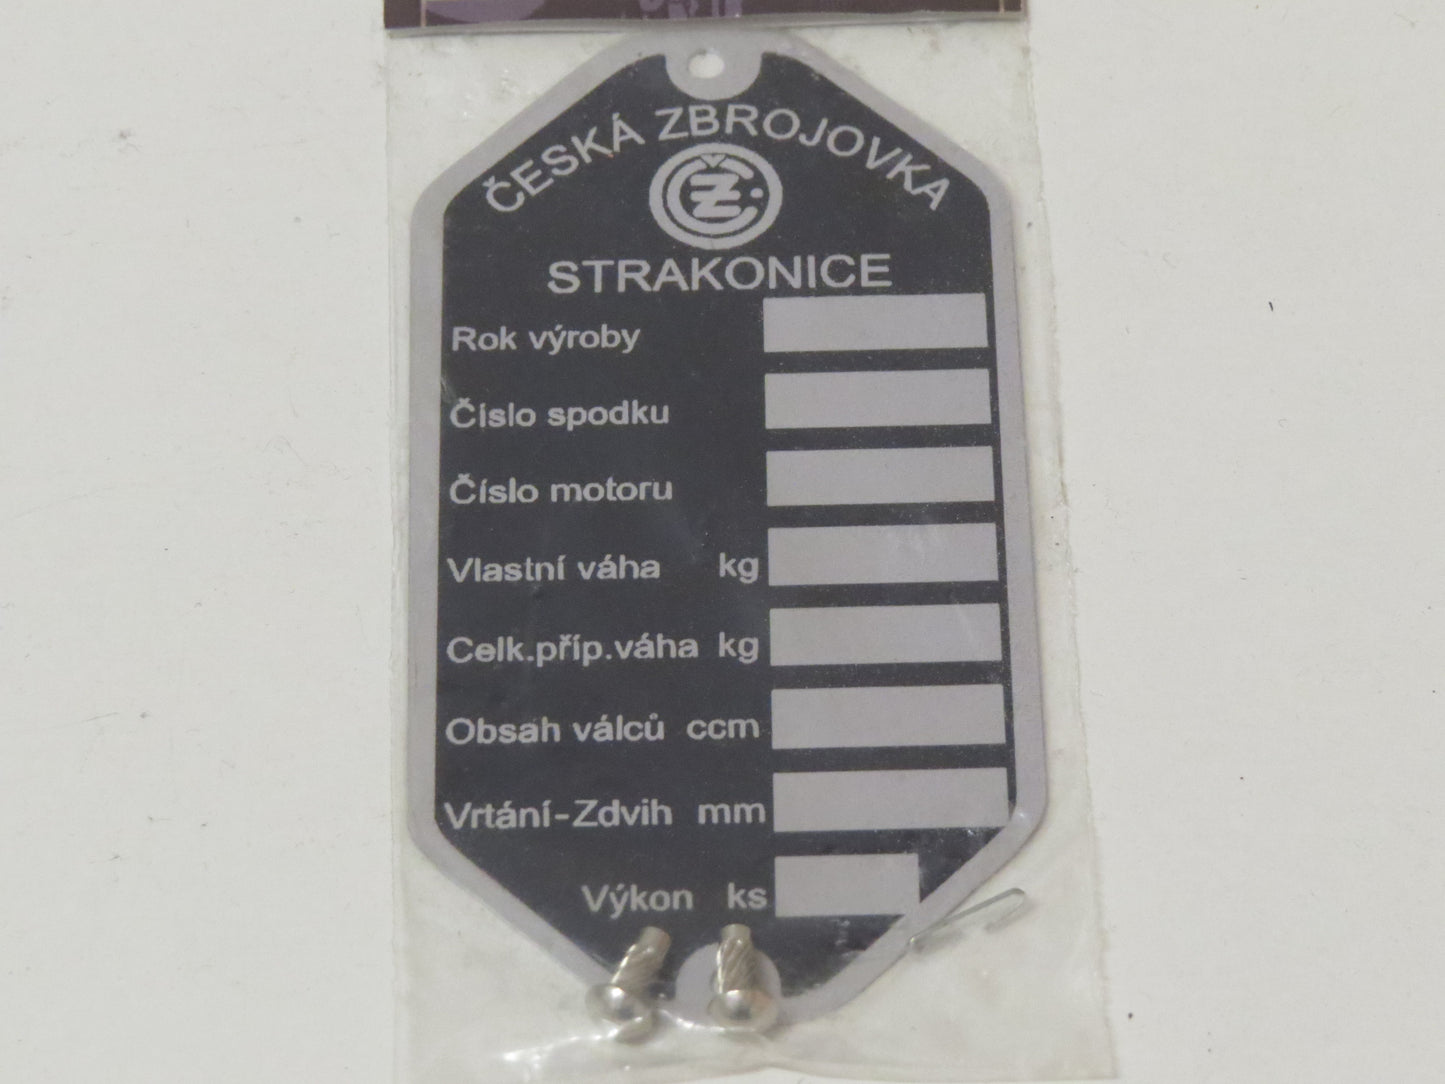 ČESKÁ ZBROJOVKA
ČZ
STRAKONICE
Rok výroby
Číslo spodku
Číslo motoru
Vlastní váha kg
Celk.příp.váha kg
Obsah válců ccm
Vrtání-Zdvih mm
Výkon ks